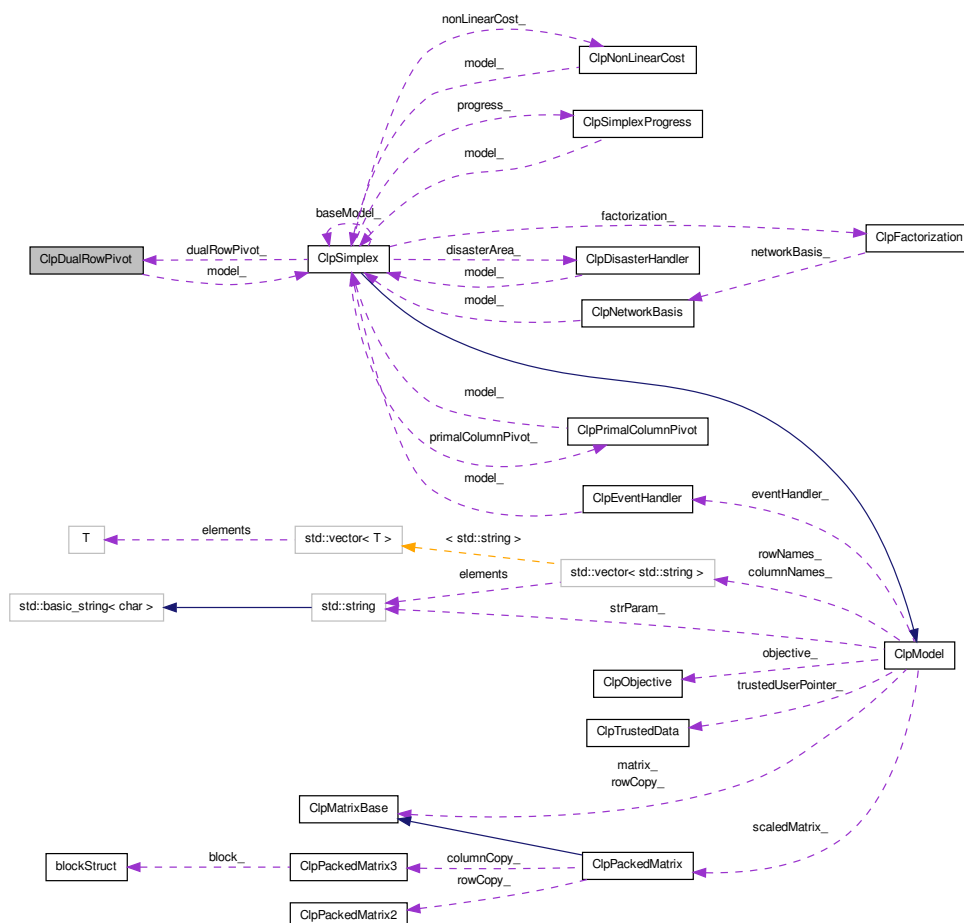 nonLinearCost_
ClpNonLinearCost
model_
progress_
ClpSimplexProgress
model_
baseModel_
factorization_
ClpFactorization
ClpDualRowPivot
dualRowPivot_
model_
ClpSimplex
disasterArea_
model_
ClpDisasterHandler
networkBasis_
model_
ClpNetworkBasis
model_
ClpPrimalColumnPivot
primalColumnPivot_
model_
ClpEventHandler
eventHandler_
T
elements
std::vector< T >
< std::string >
std::vector< std::string >
rowNames_
columnNames_
elements
std::basic_string< char >
std::string
strParam_
ClpModel
objective_
ClpObjective
trustedUserPointer_
ClpTrustedData
matrix_
rowCopy_
ClpMatrixBase
scaledMatrix_
blockStruct
block_
ClpPackedMatrix3
columnCopy_
rowCopy_
ClpPackedMatrix
ClpPackedMatrix2